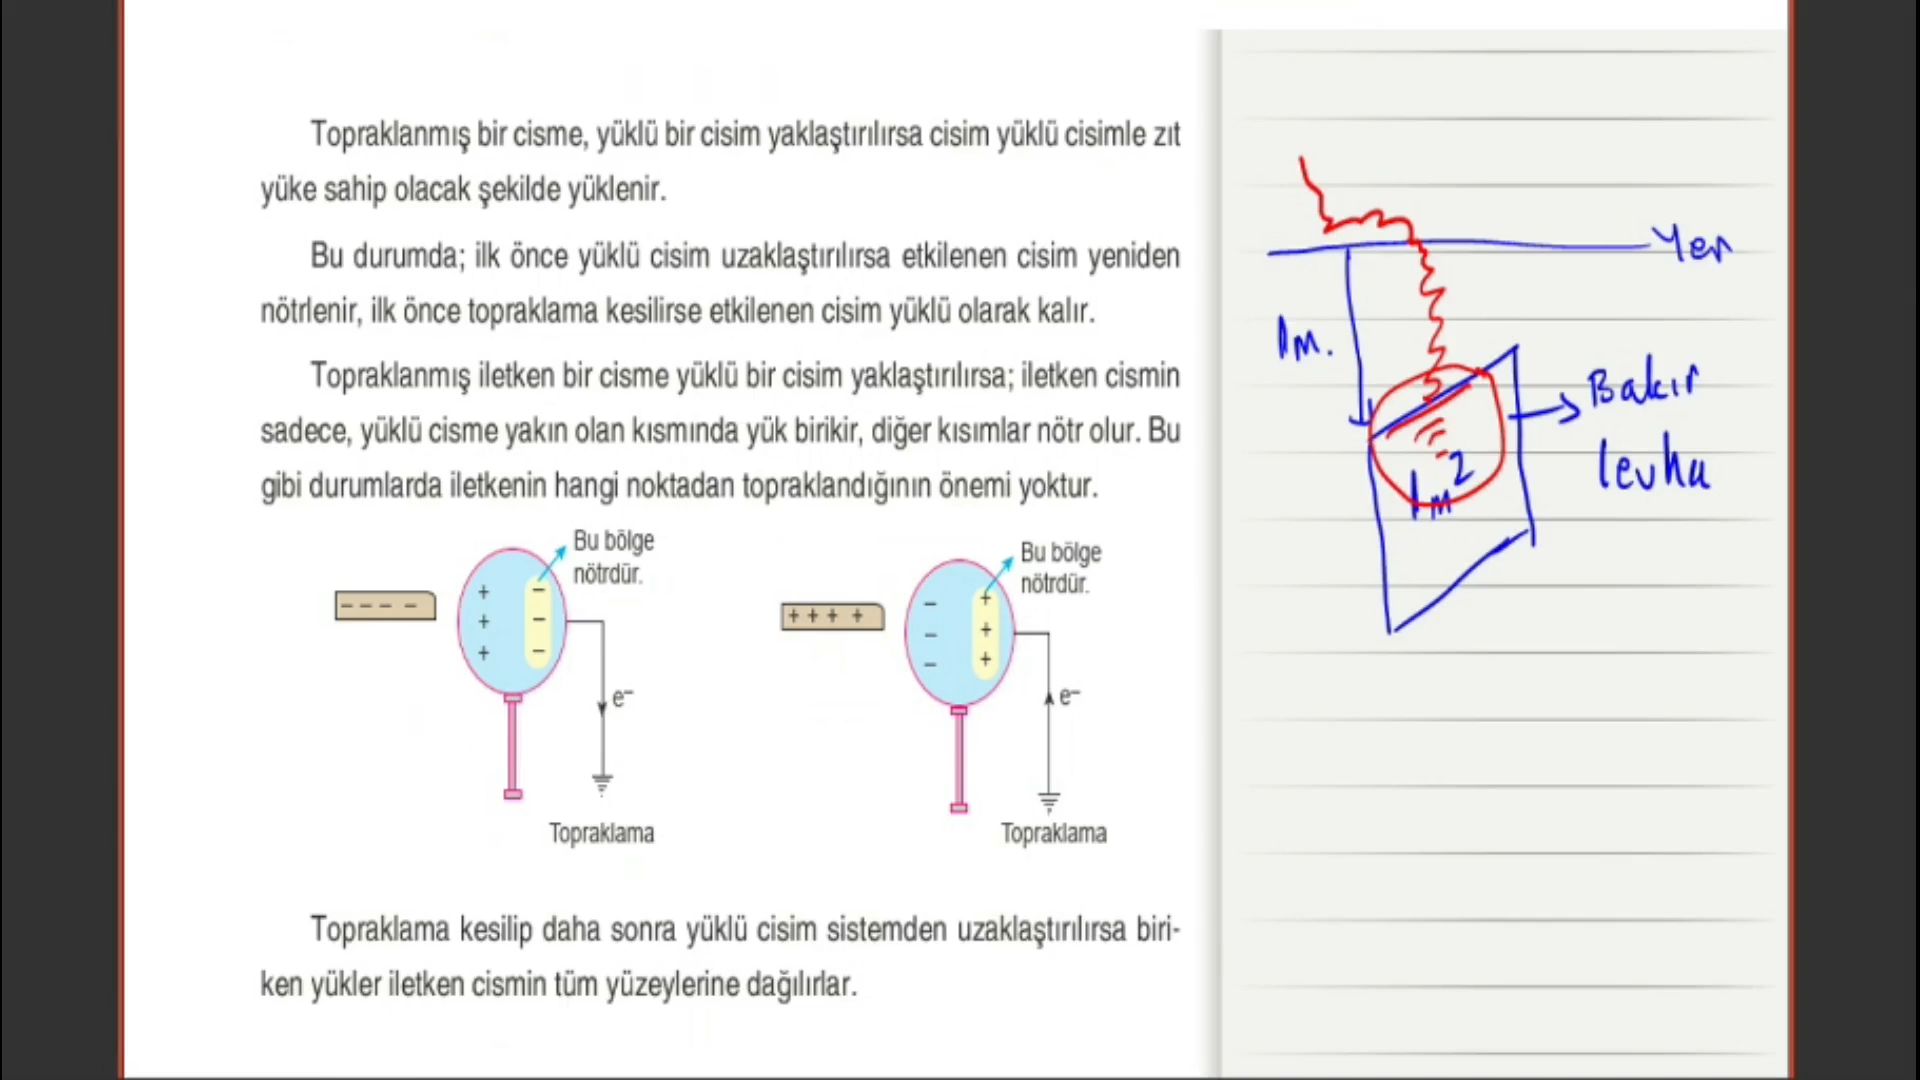 Topraklanmış bir cisme, yüklü bir cisim yaklaştırılırsa cisim yüklü cisimle zıt
yüke sahip olacak şekilde yüklenir.
Bu durumda; ilk önce yüklü cisim uzaklaştırılırsa etkilenen cisim yeniden
nötrlenir, ilk önce topraklama kesilirse etkilenen cisim yüklü olarak kalır.
Topraklanmış iletken bir cisme yüklü bir cisim yaklaştırılırsa; iletken cismin
sadece, yüklü cisme yakın olan kısmında yük birikir, diğer kısımlar nötr olur. Bu
gibi durumlarda iletkenin hangi noktadan topraklandığının önemi yoktur.
Bu bölge
nötrdür.
− − − −
+ −
+ −
+ −
e−
Topraklama
Bu bölge
nötrdür.
+ + + +
− +
− +
− +
e−
Topraklama
Topraklama kesilip daha sonra yüklü cisim sistemden uzaklaştırılırsa biri-
ken yükler iletken cismin tüm yüzeylerine dağılırlar.
Yer
1m.
Bakır
levha
1m²